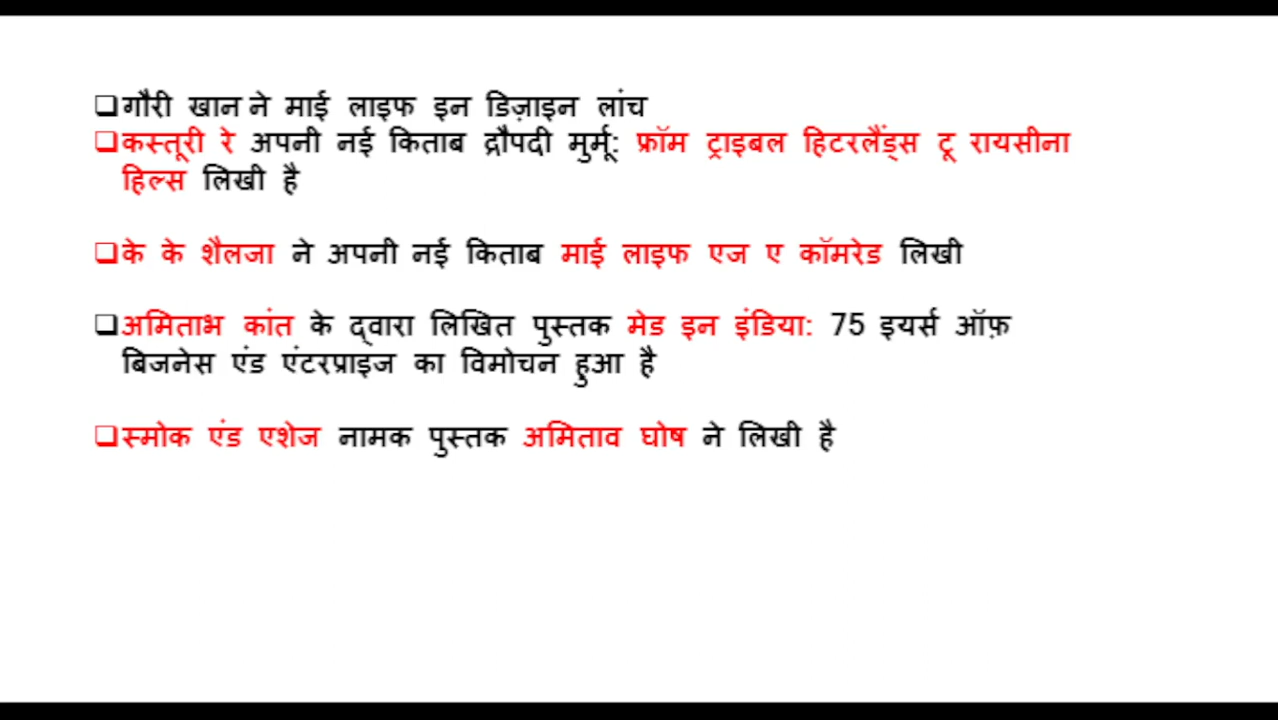 गौरी खान ने माई लाइफ इन डिज़ाइन लांच
कस्तूरी रे अपनी नई किताब द्रौपदी मुर्मू: फ्रॉम ट्राइबल हिटरलैंड्स टू रायसीना
हिल्स लिखी है
के के शैलजा ने अपनी नई किताब माई लाइफ एज ए कॉमरेड लिखी
अमिताभ कांत के द्वारा लिखित पुस्तक मेड इन इंडिया: 75 इयर्स ऑफ़
बिजनेस एंड एंटरप्राइज का विमोचन हुआ है
स्मोक एंड एशेज नामक पुस्तक अमिताव घोष ने लिखी है